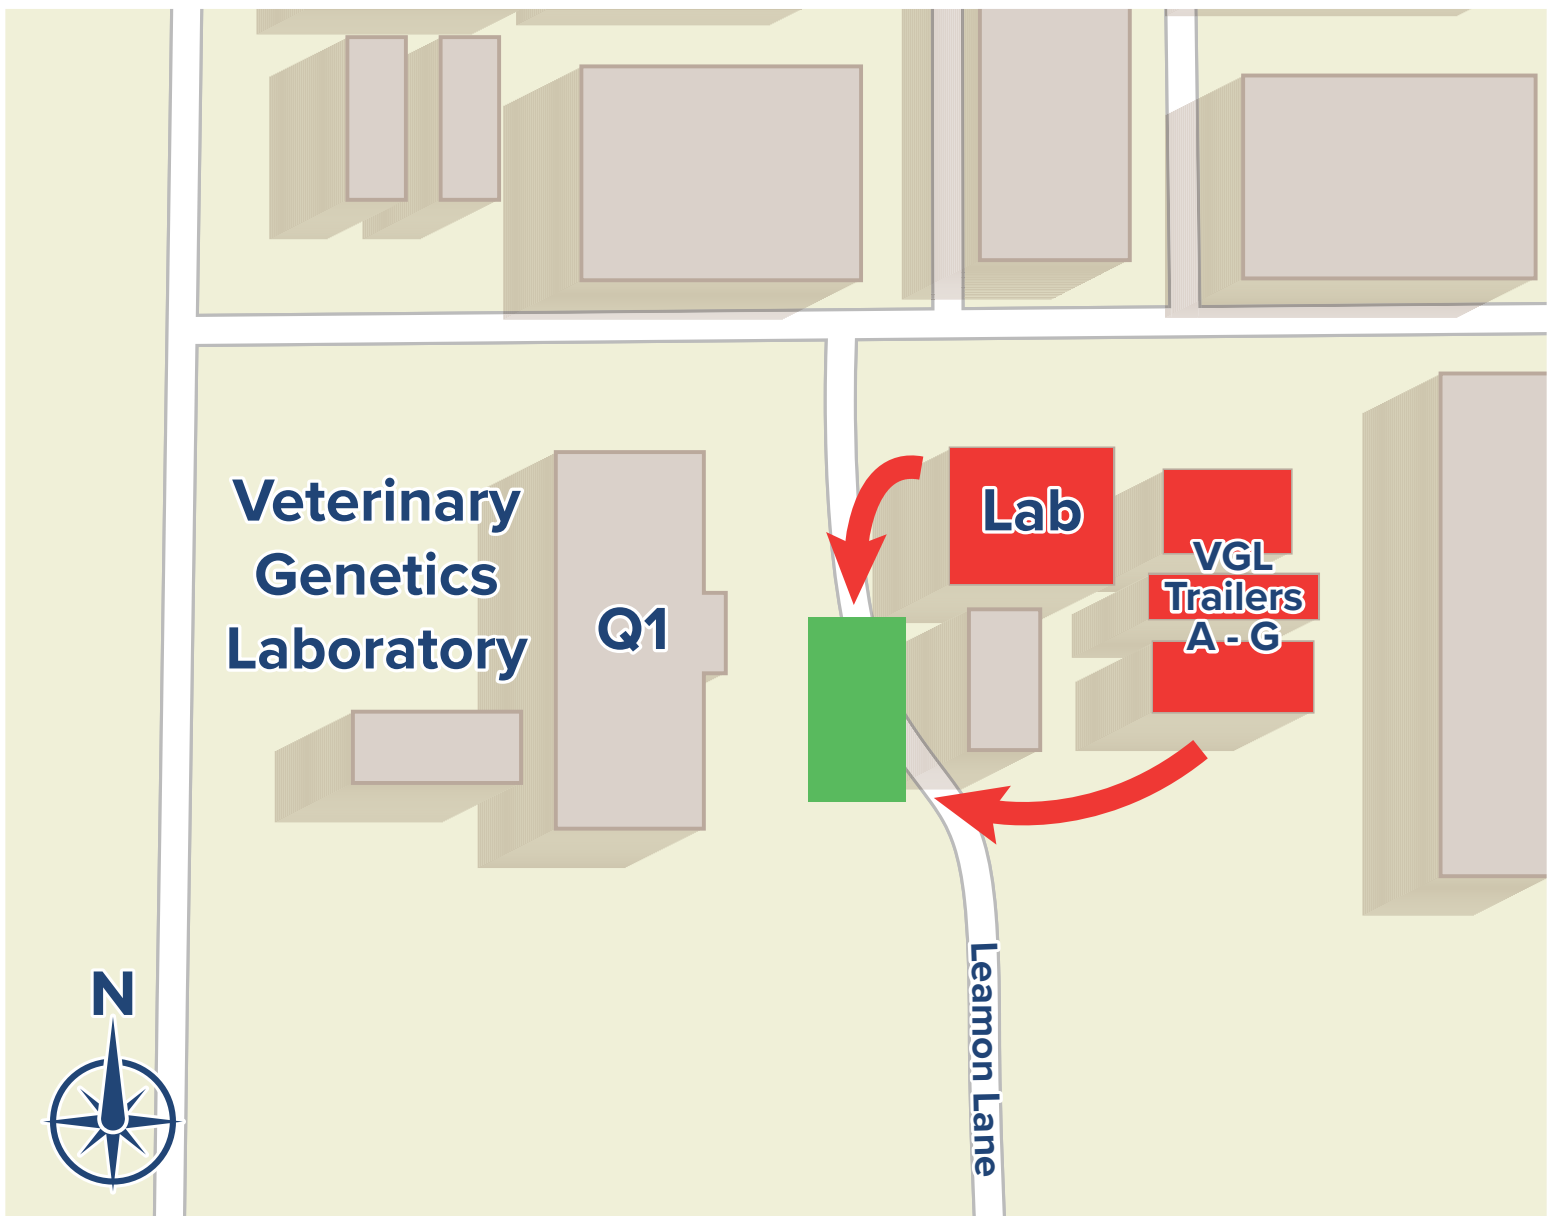 Veterinary
Genetics
Laboratory
Q1
Lab
VGL
Trailers
A - G
Leamon Lane
N